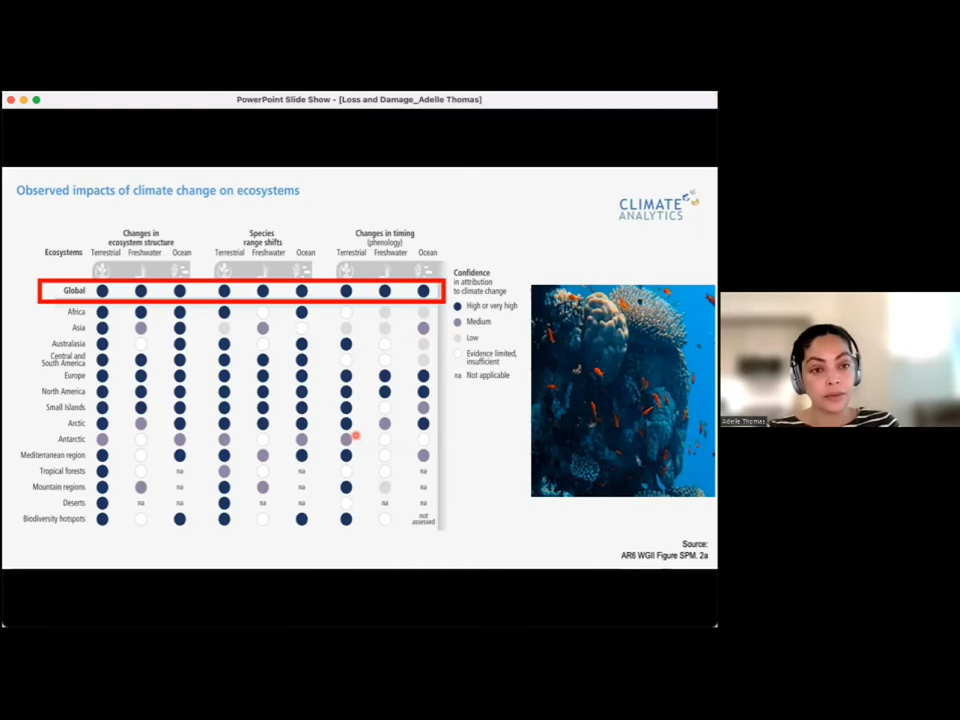 PowerPoint Slide Show - [Loss and Damage_Adelle Thomas]
Observed impacts of climate change on ecosystems
CLIMATE
ANALYTICS
Changes in
ecosystem structure
Species
range shifts
Changes in timing
(phenology)
Ecosystems Terrestrial Freshwater Ocean Terrestrial Freshwater Ocean Terrestrial Freshwater Ocean
Global
Africa
Asia
Australasia
Central and
South America
Europe
North America
Small Islands
Arctic
Antarctic
Mediterranean region na
Tropical forests na na na
Mountain regions na na na
Deserts na na na na na na
Biodiversity hotspots not
assessed
Confidence
in attribution
to climate change
High or very high
Medium
Low
Evidence limited,
insufficient
na Not applicable
Source:
AR6 WGII Figure SPM. 2a
Adelle Thomas